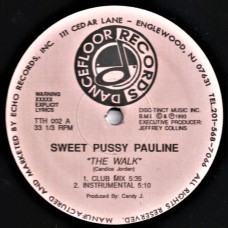 111 CEDAR LANE - ENGLEWOOD, NJ 07631
TEL.201-568-7066
DANCEFLOOR RECORDS
WARNING
XXXXX
EXPLICIT
LYRICS
TTH 002 A
33 1/3 RPM
DISC-TINCT MUSIC INC.
B.M.I. & © 1993
EXECUTIVE PRODUCER:
JEFFREY COLLINS
SWEET PUSSY PAULINE
"THE WALK"
(Candice Jordan)
1. CLUB MIX 5:35
2. INSTRUMENTAL 5:10
Produced By: Candy J.
MANUFACTURED AND MARKETED BY ECHO RECORDS, INC.
ALL RIGHTS RESERVED.